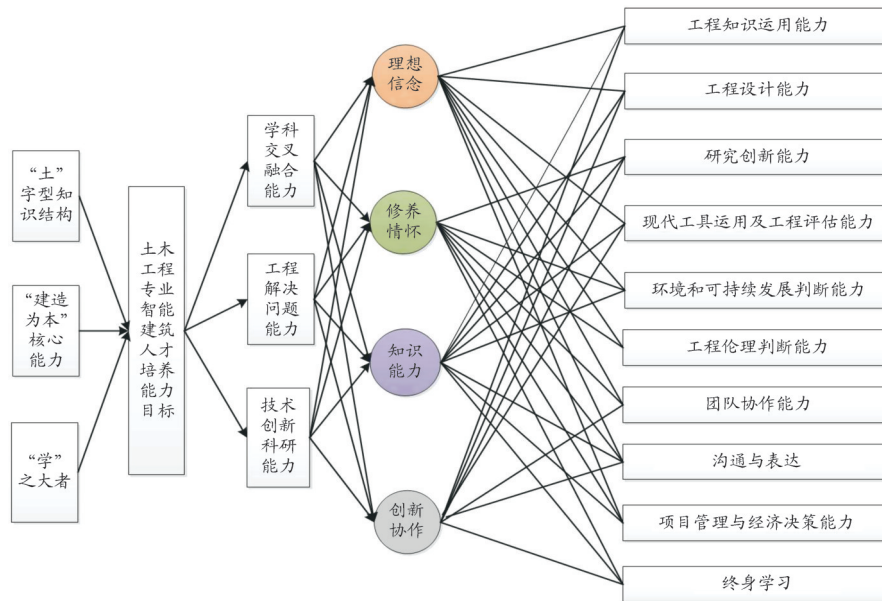 “土”
字型知
识结构
“建造
为本”
核心
能力
“学”
之大者
土木
工程
专业
智能
建筑
人才
培养
能力
目标
学科
交叉
融合
能力
工程
解决
问题
能力
技术
创新
科研
能力
理想
信念
修养
情怀
知识
能力
创新
协作
工程知识运用能力
工程设计能力
研究创新能力
现代工具运用及工程评估能力
环境和可持续发展判断能力
工程伦理判断能力
团队协作能力
沟通与表达
项目管理与经济决策能力
终身学习